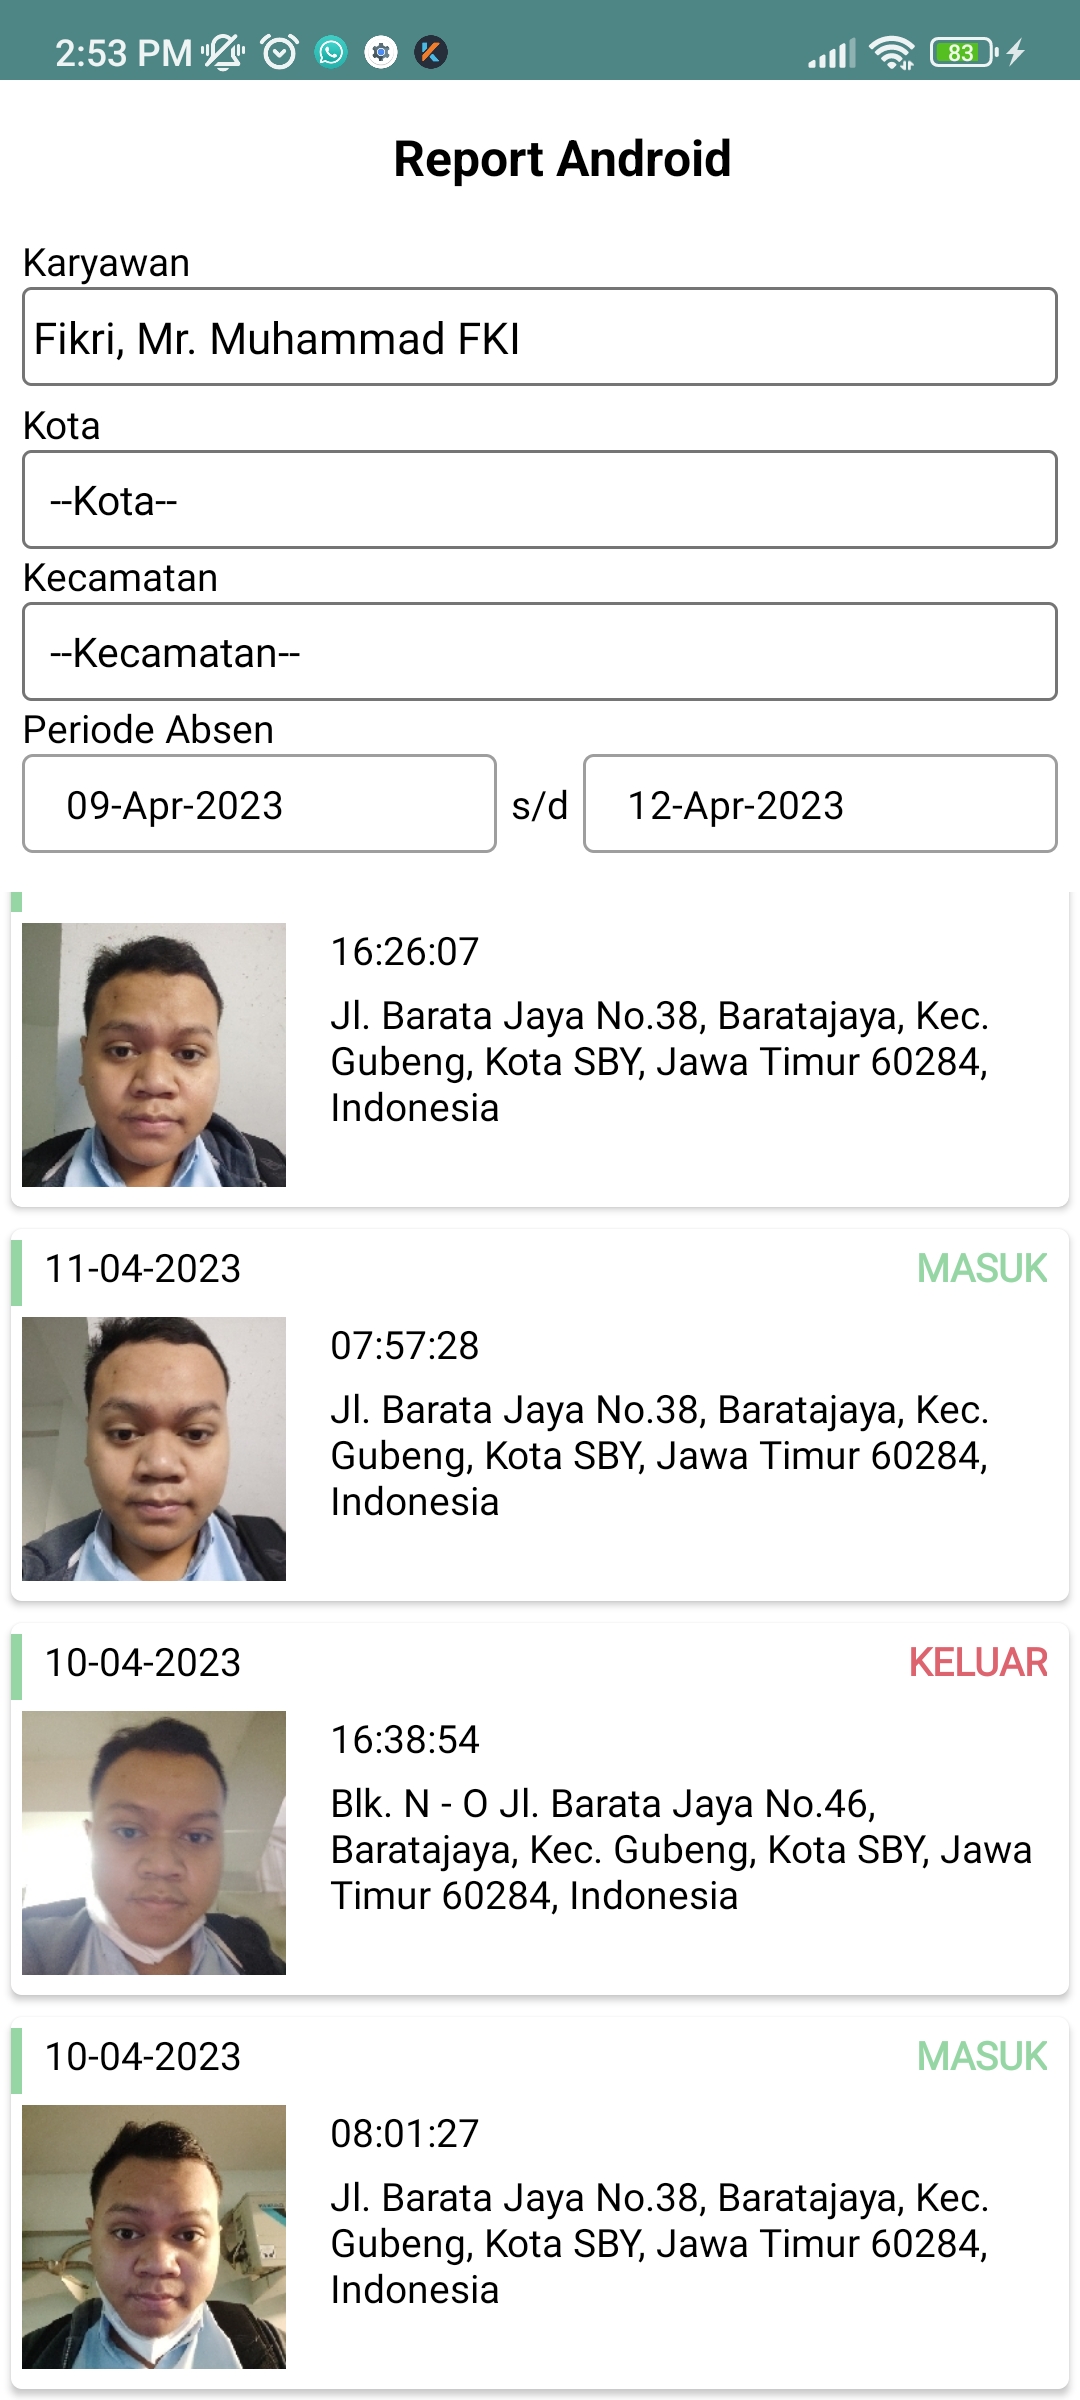 2:53 PM 83
Report Android
Karyawan
Fikri, Mr. Muhammad FKI
Kota
--Kota--
Kecamatan
--Kecamatan--
Periode Absen
09-Apr-2023 s/d 12-Apr-2023
16:26:07
Jl. Barata Jaya No.38, Baratajaya, Kec.
Gubeng, Kota SBY, Jawa Timur 60284,
Indonesia
11-04-2023 MASUK
07:57:28
Jl. Barata Jaya No.38, Baratajaya, Kec.
Gubeng, Kota SBY, Jawa Timur 60284,
Indonesia
10-04-2023 KELUAR
16:38:54
Blk. N - O Jl. Barata Jaya No.46,
Baratajaya, Kec. Gubeng, Kota SBY, Jawa
Timur 60284, Indonesia
10-04-2023 MASUK
08:01:27
Jl. Barata Jaya No.38, Baratajaya, Kec.
Gubeng, Kota SBY, Jawa Timur 60284,
Indonesia